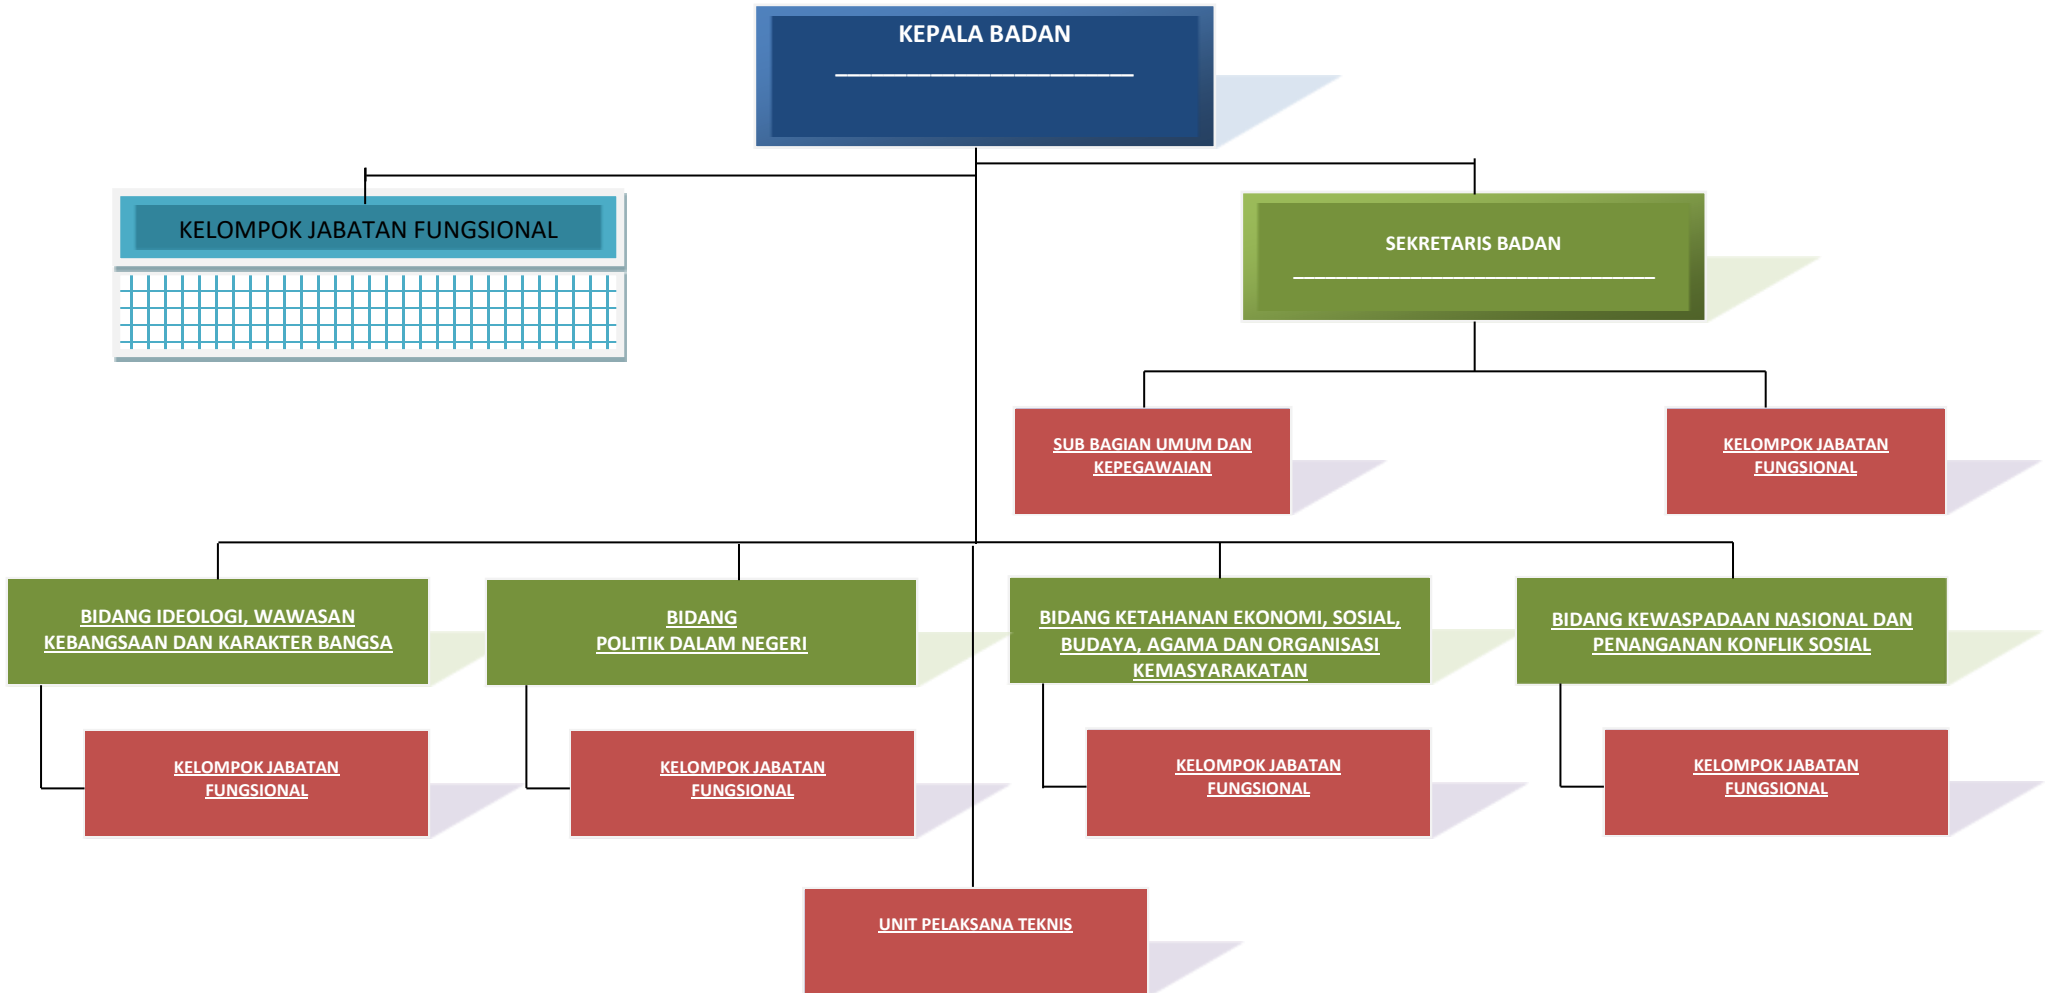 KEPALA BADAN
_________________________
KELOMPOK JABATAN FUNGSIONAL
SEKRETARIS BADAN
__________________________________
SUB BAGIAN UMUM DAN
KEPEGAWAIAN
KELOMPOK JABATAN
FUNGSIONAL
BIDANG IDEOLOGI, WAWASAN
KEBANGSAAN DAN KARAKTER BANGSA
BIDANG
POLITIK DALAM NEGERI
BIDANG KETAHANAN EKONOMI, SOSIAL,
BUDAYA, AGAMA DAN ORGANISASI
KEMASYARAKATAN
BIDANG KEWASPADAAN NASIONAL DAN
PENANGANAN KONFLIK SOSIAL
KELOMPOK JABATAN
FUNGSIONAL
KELOMPOK JABATAN
FUNGSIONAL
KELOMPOK JABATAN
FUNGSIONAL
KELOMPOK JABATAN
FUNGSIONAL
UNIT PELAKSANA TEKNIS